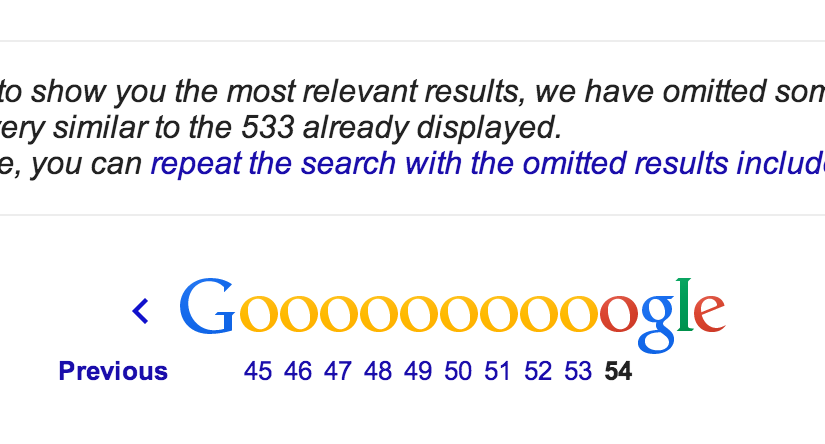 to show you the most relevant results, we have omitted som
ery similar to the 533 already displayed.
e, you can repeat the search with the omitted results include
Goooooooooogle
Previous 45 46 47 48 49 50 51 52 53 54